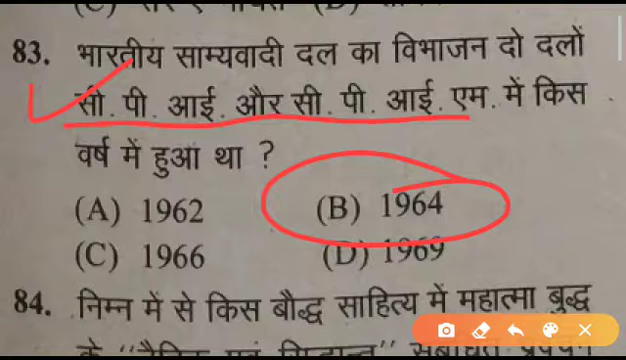 83. भारतीय साम्यवादी दल का विभाजन दो दलों
सी. पी. आई. और सी. पी. आई. एम. में किस
वर्ष में हुआ था ?
(A) 1962 (B) 1964
(C) 1966 (D) 1969
84. निम्न में से किस बौद्ध साहित्य में महात्मा बुद्ध